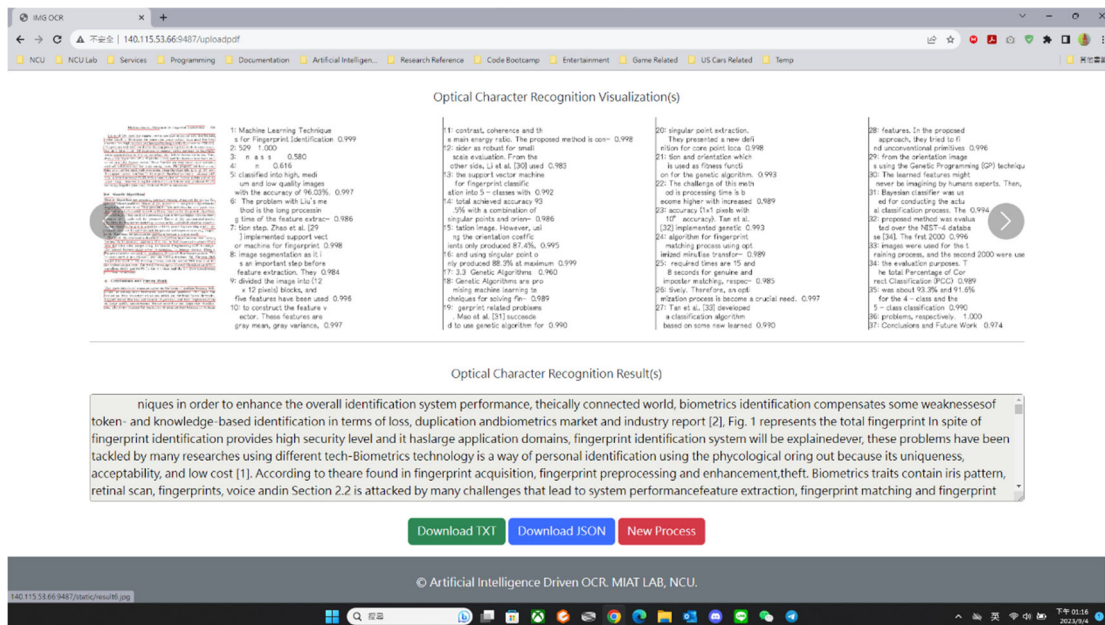 IMG OCR
不安全 | 140.115.53.66:9487/uploadpdf
NCU
NCU Lab
Services
Programming
Documentation
Artificial Intelligen...
Research Reference
Code Bootcamp
Entertainment
Game Related
US Cars Related
Temp
Optical Character Recognition Visualization(s)
1: Machine Learning Technique
s for Fingerprint Identification 0.999
2: 529 1.000
3: n a s s 0.580
4: n 0.616
5: classified into high, medi
um and low quality images
with the accuracy of 96.03%. 0.997
6: The problem with Liu's me
thod is the long processin
g time of the feature extrac- 0.986
7: tion step. Zhao et al. [29
] implemented support vect
or machine for fingerprint 0.998
8: image segmentation as it i
s an important step before
feature extraction. They 0.984
9: divided the image into (12
x 12 pixels) blocks, and
five features have been used 0.996
10: to construct the feature v
ector. These features are
gray mean, gray variance, 0.997
11: contrast, coherence and th
e main energy ratio. The proposed method is con- 0.998
12: sider as robust for small
scale evaluation. From the
other side, Li et al. [30] used 0.983
13: the support vector machine
for fingerprint classific
ation into 5 - classes with 0.992
14: total achieved accuracy 93
.5% with a combination of
singular points and orien- 0.986
15: tation image. However, usi
ng the orientation coeffic
ients only produced 87.4%, 0.995
16: and using singular point o
nly produced 88.3% at maximum 0.999
17: 3.3 Genetic Algorithms 0.960
18: Genetic Algorithms are pro
mising machine learning te
chniques for solving fin- 0.989
19: gerprint related problems
. Mao et al. [31] succeede
d to use genetic algorithm for 0.990
20: singular point extraction.
They presented a new defi
nition for core point loca 0.998
21: tion and orientation which
is used as fitness functi
on for the genetic algorithm. 0.993
22: The challenge of this meth
od is processing time is b
ecome higher with increased 0.989
23: accuracy (1x1 pixels with
10° accuracy). Tan et al.
[32] implemented genetic 0.993
24: algorithm for fingerprint
matching process using opt
imized minutiae transfor- 0.989
25: required times are 15 and
8 seconds for genuine and
imposter matching, respec- 0.985
26: tively. Therefore, an opti
mization process is become a crucial need. 0.997
27: Tan et al. [33] developed
a classification algorithm
based on some new learned 0.990
28: features. In the proposed
approach, they tried to fi
nd unconventional primitives 0.996
29: from the orientation image
s using the Genetic Programming (GP) techniqu
30: The learned features might
never be imagining by humans experts. Then,
31: Bayesian classifier was us
ed for conducting the actu
al classification process. The 0.994
32: proposed method was evalua
ted over the NIST-4 databa
se [34]. The first 2000 0.996
33: images were used for the t
raining process, and the second 2000 were use
34: the evaluation purposes. T
he total Percentage of Cor
rect Classification (PCC) 0.989
35: was about 93.3% and 91.6%
for the 4 - class and the
5 - class classification 0.990
36: problems, respectively. 1.000
37: Conclusions and Future Work 0.974
Optical Character Recognition Result(s)
niques in order to enhance the overall identification system performance, theically connected world, biometrics identification compensates some weaknessesof
token- and knowledge-based identification in terms of loss, duplication andbiometrics market and industry report [2], Fig. 1 represents the total fingerprint In spite of
fingerprint identification provides high security level and it haslarge application domains, fingerprint identification system will be explainedever, these problems have been
tackled by many researches using different tech-Biometrics technology is a way of personal identification using the phycological oring out because its uniqueness,
acceptability, and low cost [1]. According to theare found in fingerprint acquisition, fingerprint preprocessing and enhancement,theft. Biometrics traits contain iris pattern,
retinal scan, fingerprints, voice andin Section 2.2 is attacked by many challenges that lead to system performancefeature extraction, fingerprint matching and fingerprint
Download TXT
Download JSON
New Process
© Artificial Intelligence Driven OCR. MIAT LAB, NCU.
140.115.53.66:9487/static/result6.jpg
搜尋
英
下午 01:16
2023/9/4